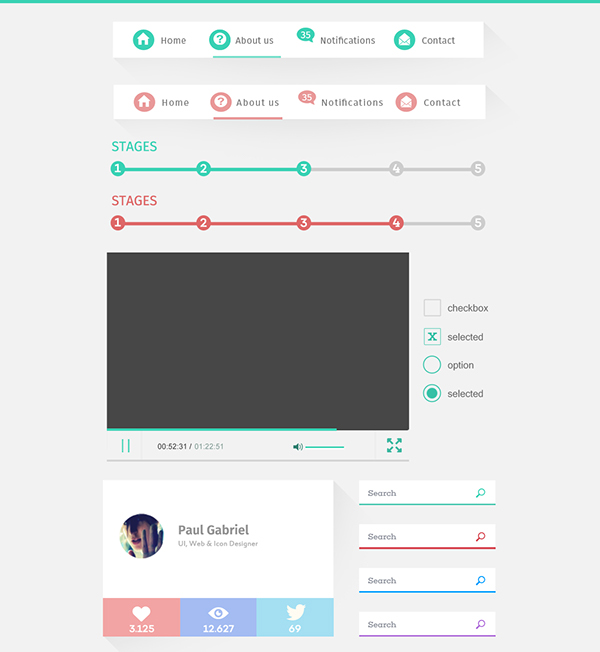 Home About us 35 Notifications Contact
Home About us 35 Notifications Contact
STAGES
1 2 3 4 5
STAGES
1 2 3 4 5
checkbox
x selected
option
selected
00:52:31 / 01:22:51
Paul Gabriel
UI, Web & Icon Designer
3.125 12.627 69
Search
Search
Search
Search